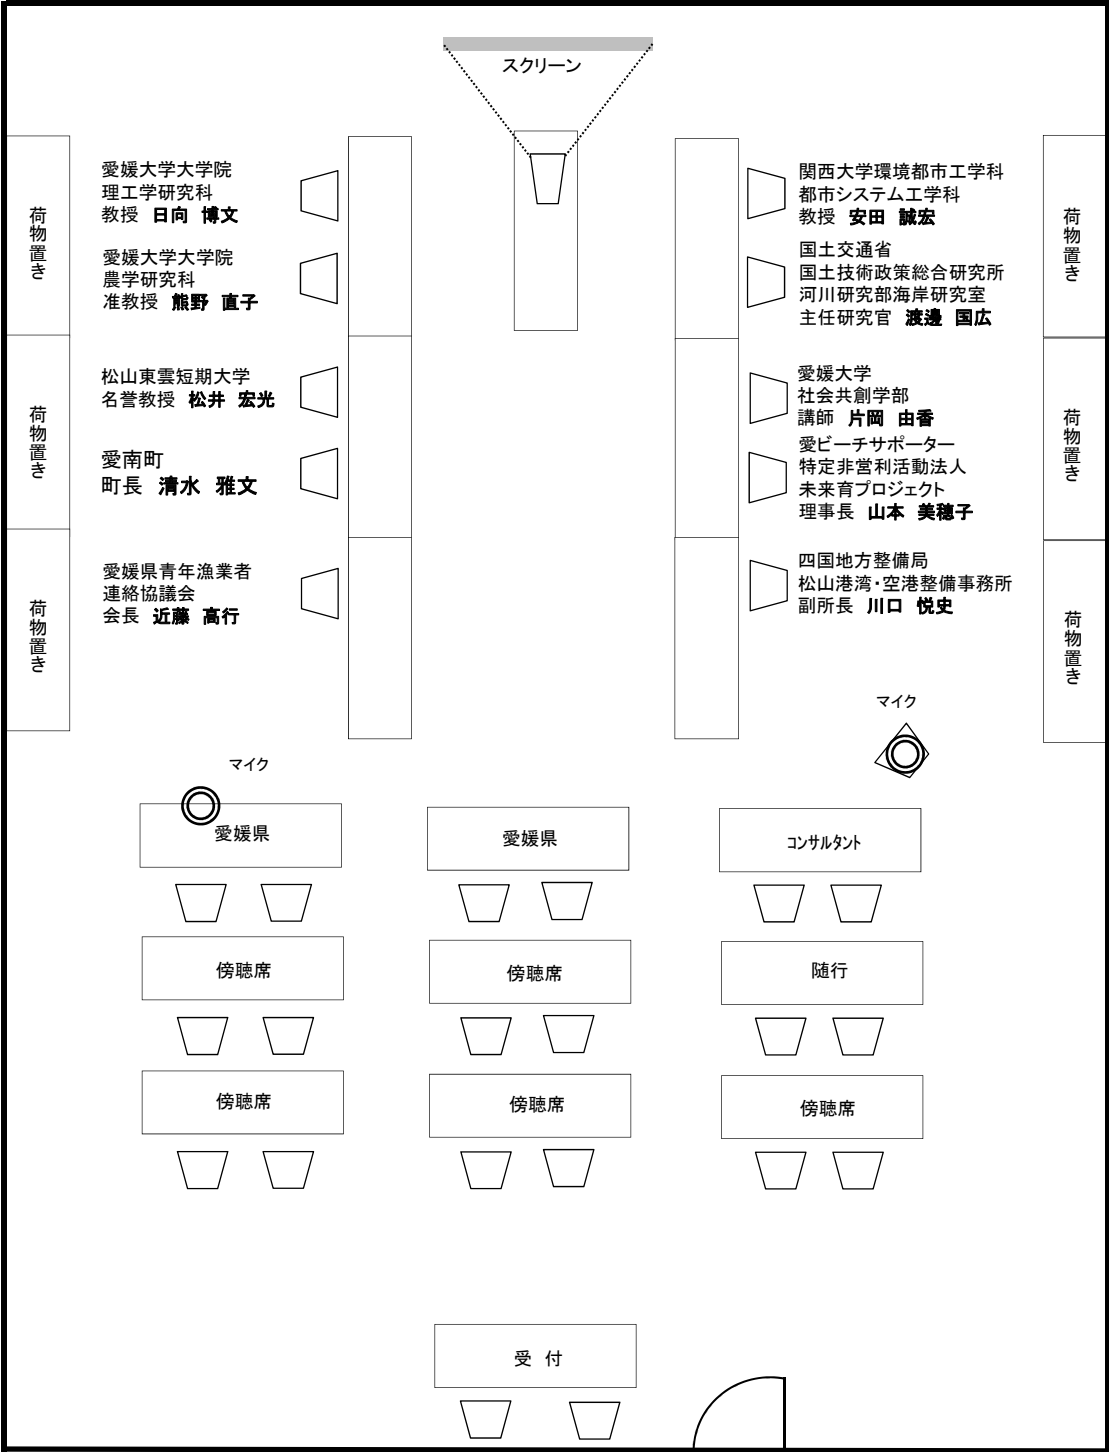 スクリーン
荷物置き
愛媛大学大学院
理工学研究科
教授 日向 博文
愛媛大学大学院
農学研究科
准教授 熊野 直子
荷物置き
松山東雲短期大学
名誉教授 松井 宏光
愛南町
町長 清水 雅文
荷物置き
愛媛県青年漁業者
連絡協議会
会長 近藤 高行
関西大学環境都市工学科
都市システム工学科
教授 安田 誠宏
国土交通省
国土技術政策総合研究所
河川研究部海岸研究室
主任研究官 渡邊 国広
荷物置き
愛媛大学
社会共創学部
講師 片岡 由香
愛ビーチサポーター
特定非営利活動法人
未来育プロジェクト
理事長 山本 美穂子
荷物置き
四国地方整備局
松山港湾・空港整備事務所
副所長 川口 悦史
荷物置き
マイク
マイク
愛媛県
愛媛県
コンサルタント
傍聴席
傍聴席
随行
傍聴席
傍聴席
傍聴席
受 付